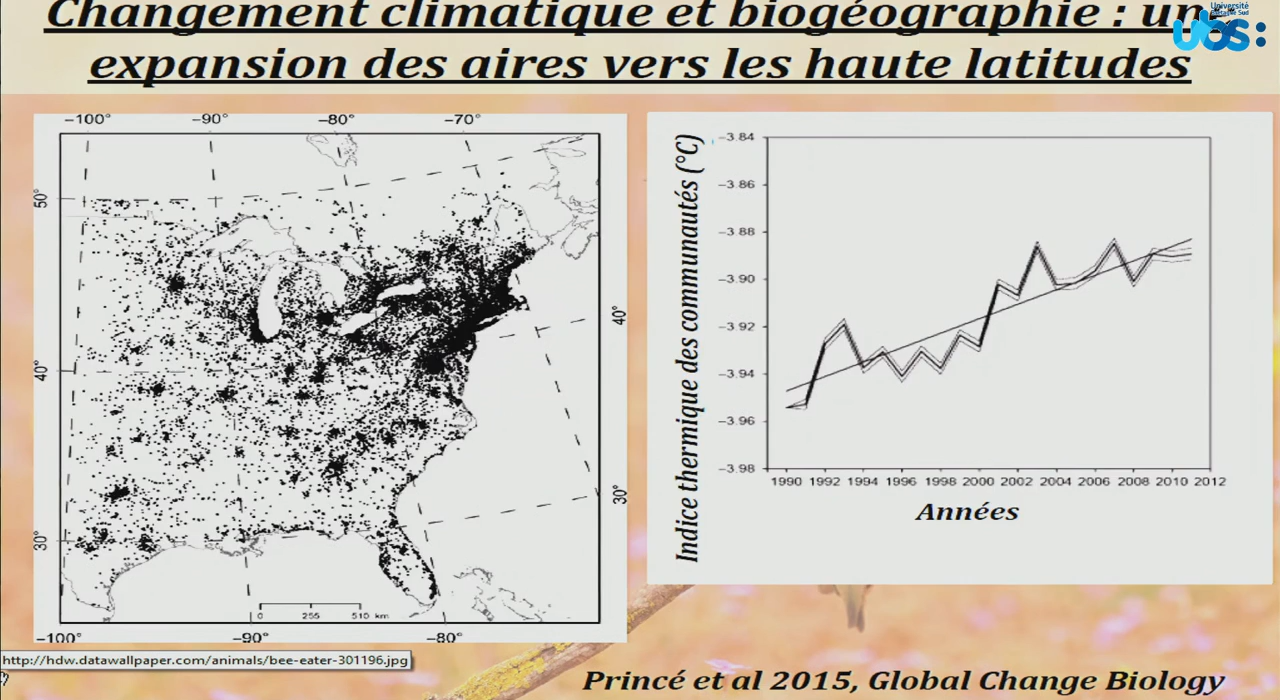 Changement climatique et biogéographie : une
expansion des aires vers les haute latitudes
Université
Bretagne Sud
ubs:
-100° -90° -80° -70°
50°
40°
30°
40°
30°
0 255 510 km
-100° -90° -80°
Indice thermique des communautés (°C)
-3.84
-3.86
-3.88
-3.90
-3.92
-3.94
-3.96
-3.98
1990 1992 1994 1996 1998 2000 2002 2004 2006 2008 2010 2012
Années
http://hdw.datawallpaper.com/animals/bee-eater-301196.jpg
Princé et al 2015, Global Change Biology